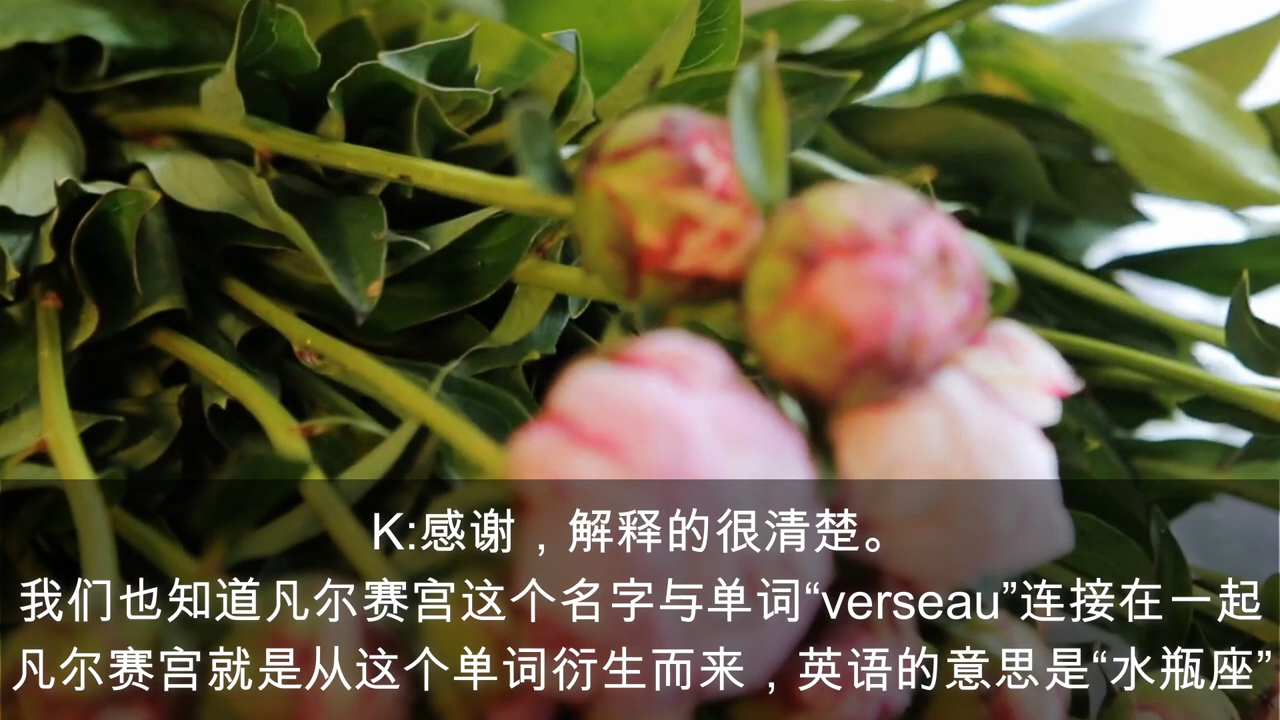 K:感谢，解释的很清楚。
我们也知道凡尔赛宫这个名字与单词“verseau”连接在一起
凡尔赛宫就是从这个单词衍生而来，英语的意思是“水瓶座”